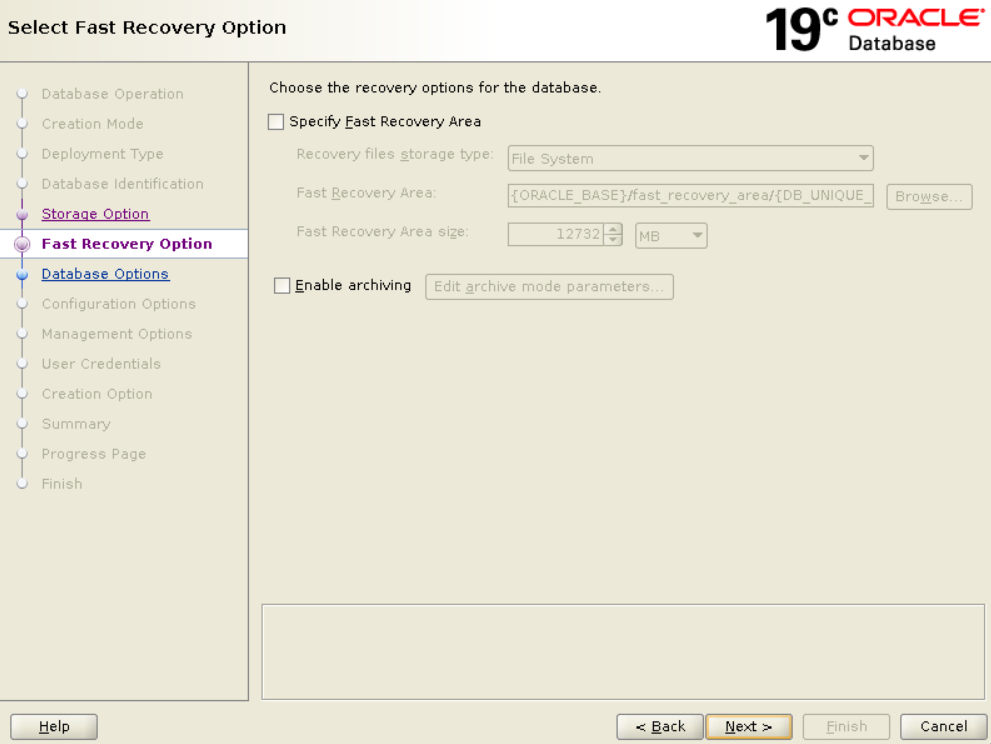 Select Fast Recovery Option
19c ORACLE
Database
Database Operation
Creation Mode
Deployment Type
Database Identification
Storage Option
Fast Recovery Option
Database Options
Configuration Options
Management Options
User Credentials
Creation Option
Summary
Progress Page
Finish
Choose the recovery options for the database.
Specify Fast Recovery Area
Recovery files storage type: File System
Fast Recovery Area: {ORACLE_BASE}/fast_recovery_area/{DB_UNIQUE_ Browse...
Fast Recovery Area size: 12732 MB
Enable archiving Edit archive mode parameters...
Help < Back Next > Finish Cancel